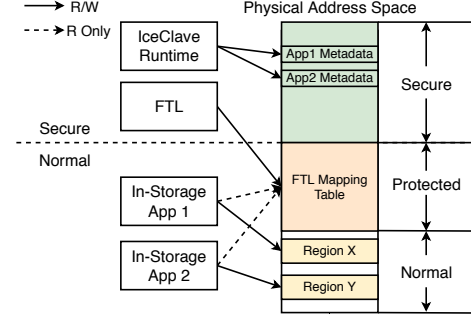 R/W
R Only
Physical Address Space
IceClave
Runtime
App1 Metadata
App2 Metadata
Secure
FTL
Secure
Normal
FTL Mapping
Table
Protected
In-Storage
App 1
In-Storage
App 2
Region X
Region Y
Normal